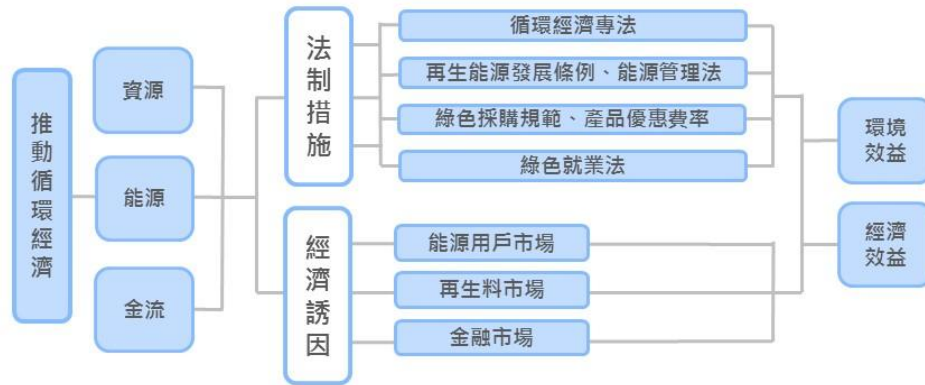 推動循環經濟
資源
能源
金流
法制措施
循環經濟專法
再生能源發展條例、能源管理法
綠色採購規範、產品優惠費率
綠色就業法
經濟誘因
能源用戶市場
再生料市場
金融市場
環境
效益
經濟
效益